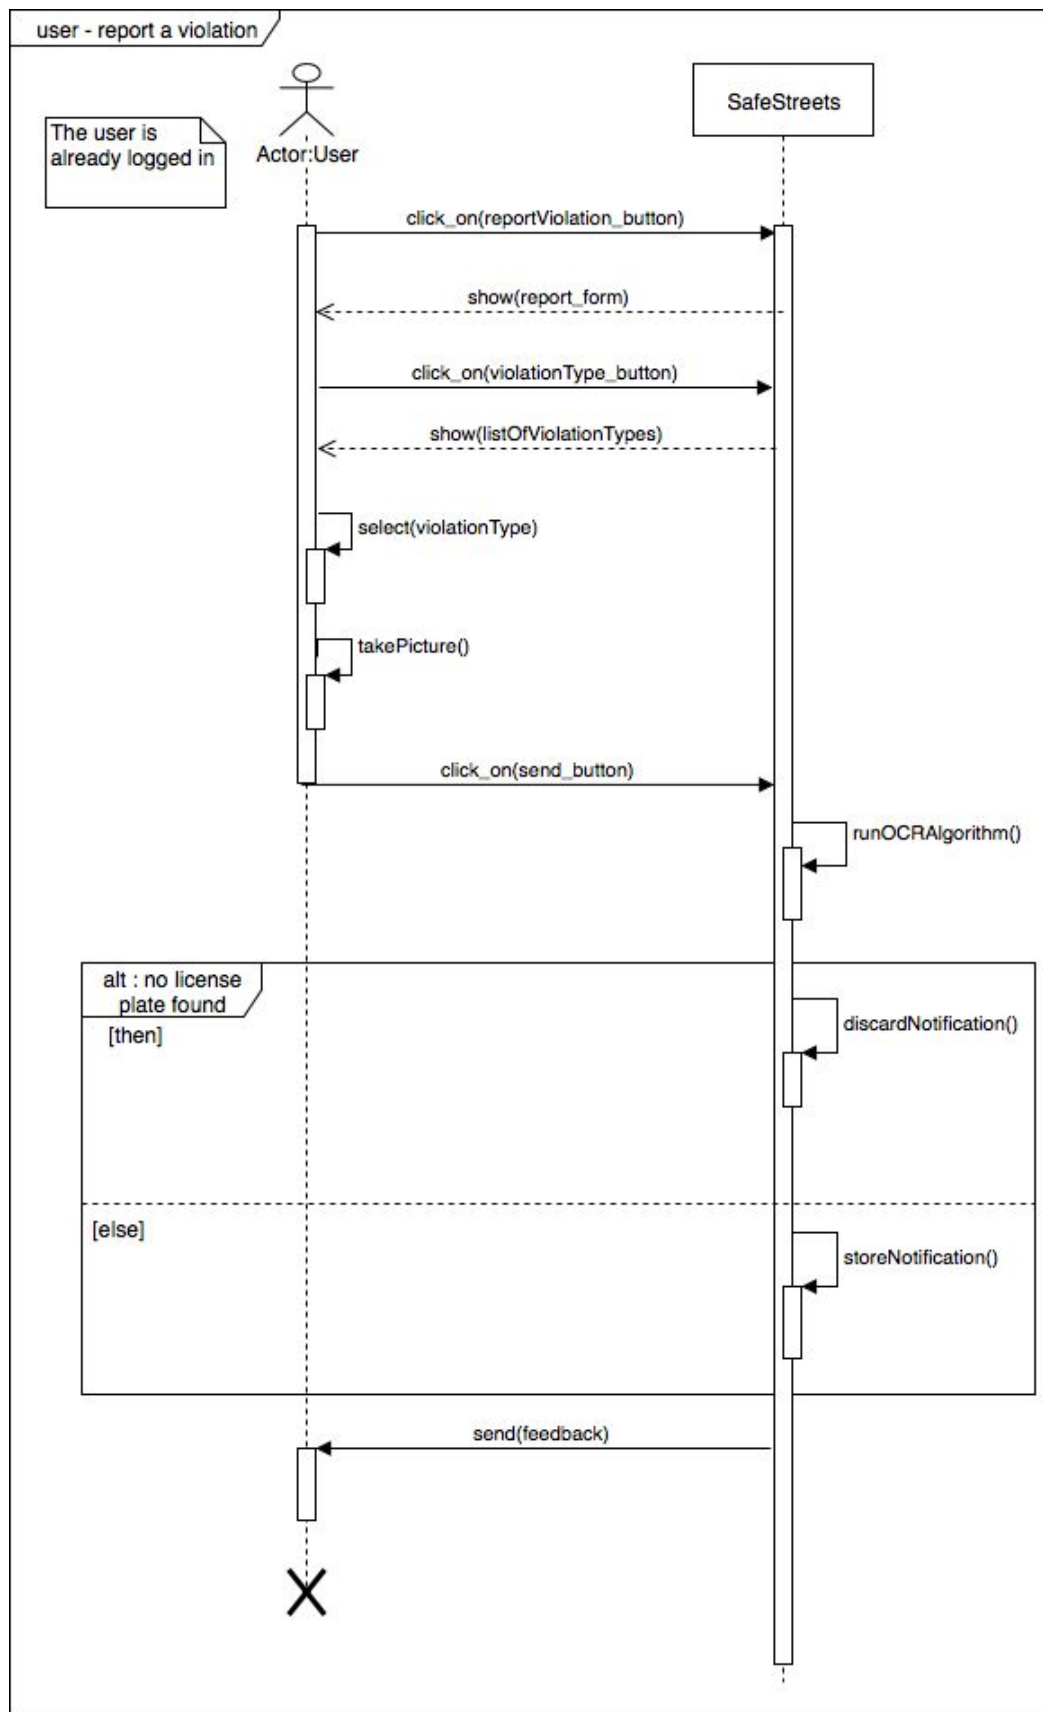 user - report a violation
SafeStreets
The user is
already logged in
Actor:User
click_on(reportViolation_button)
show(report_form)
click_on(violationType_button)
show(listOfViolationTypes)
select(violationType)
takePicture()
click_on(send_button)
runOCRAlgorithm()
alt : no license
plate found
[then]
discardNotification()
[else]
storeNotification()
send(feedback)